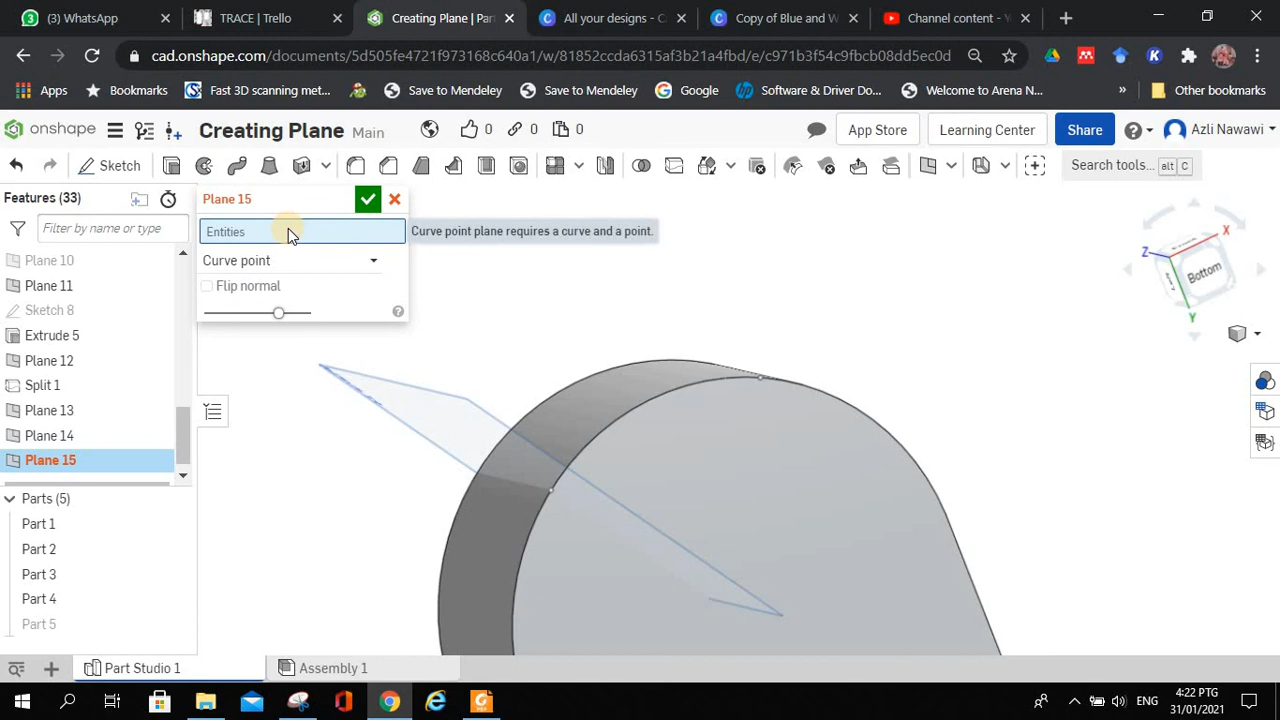 (3) WhatsApp
TRACE | Trello
Creating Plane | Par
All your designs - C
Copy of Blue and W
Channel content - Y
cad.onshape.com/documents/5d505fe4721f973168c640a1/w/81852ccda6315af3b21a4fbd/e/c971b3f54c9fbcb08dd5ec0d
Apps
Bookmarks
Fast 3D scanning met...
Save to Mendeley
Save to Mendeley
Google
Software & Driver Do...
Welcome to Arena N...
»
Other bookmarks
onshape
Creating Plane Main
0
0
0
App Store
Learning Center
Share
Azli Nawawi
Sketch
Search tools... alt C
Features (33)
Filter by name or type
Plane 10
Plane 11
Sketch 8
Extrude 5
Plane 12
Split 1
Plane 13
Plane 14
Plane 15
Parts (5)
Part 1
Part 2
Part 3
Part 4
Part 5
Plane 15
Entities
Curve point plane requires a curve and a point.
Curve point
Flip normal
X
Z
Bottom
Y
Part Studio 1
Assembly 1
ENG
4:22 PTG
31/01/2021